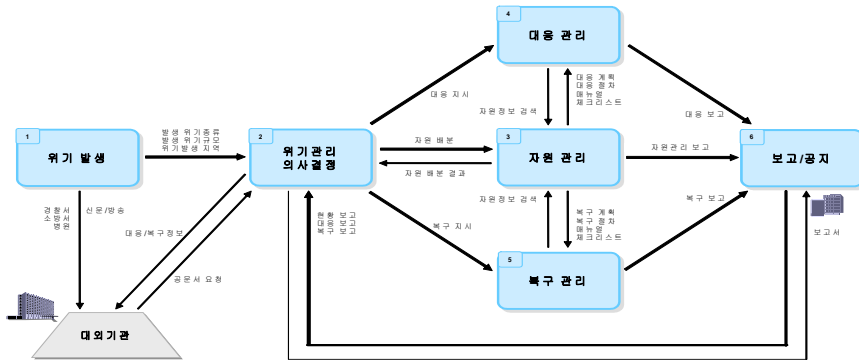 4
대응 관리
대응 지시
자원정보 검색
대응 계획
대응 절차
매뉴얼
체크리스트
대응 보고
1
위기 발생
발생 위기종류
발생 위기규모
위기발생 지역
2
위기관리
의사결정
자원 배분
자원 배분 결과
3
자원 관리
자원관리 보고
6
보고/공지
경찰서
소방서
병원
신문/방송
대응/복구정보
공문서 요청
현황 보고
대응 보고
복구 보고
복구 지시
자원정보 검색
복구 계획
복구 절차
매뉴얼
체크리스트
복구 보고
보고서
5
복구 관리
대외기관